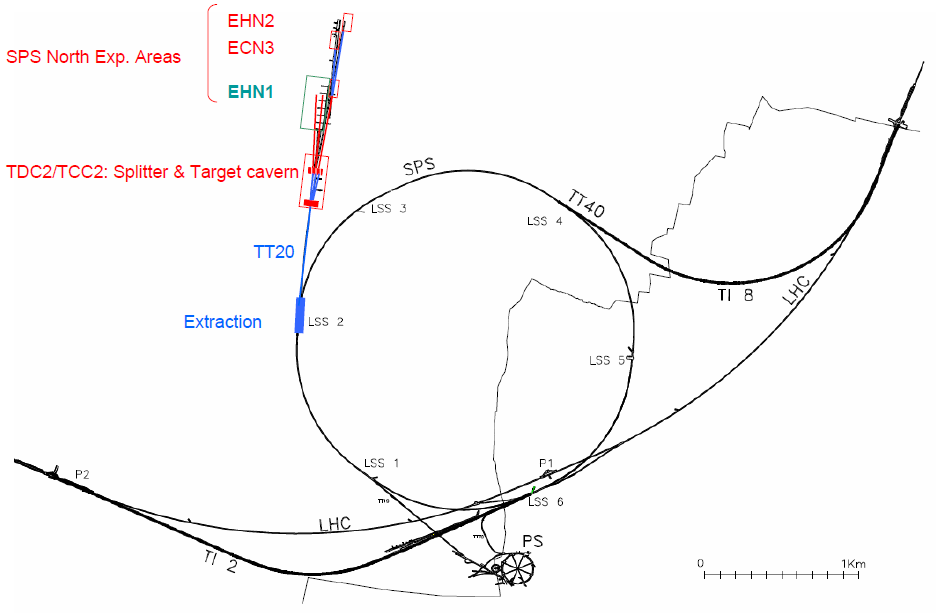 EHN2
ECN3
SPS North Exp. Areas
EHN1
TDC2/TCC2: Splitter & Target cavern
SPS
LSS 3
TT40
LSS 4
TT20
TI 8
LHC
Extraction
LSS 2
LSS 5
LSS 1
P1
P2
LSS 6
LHC
TI 2
PS
0
1Km